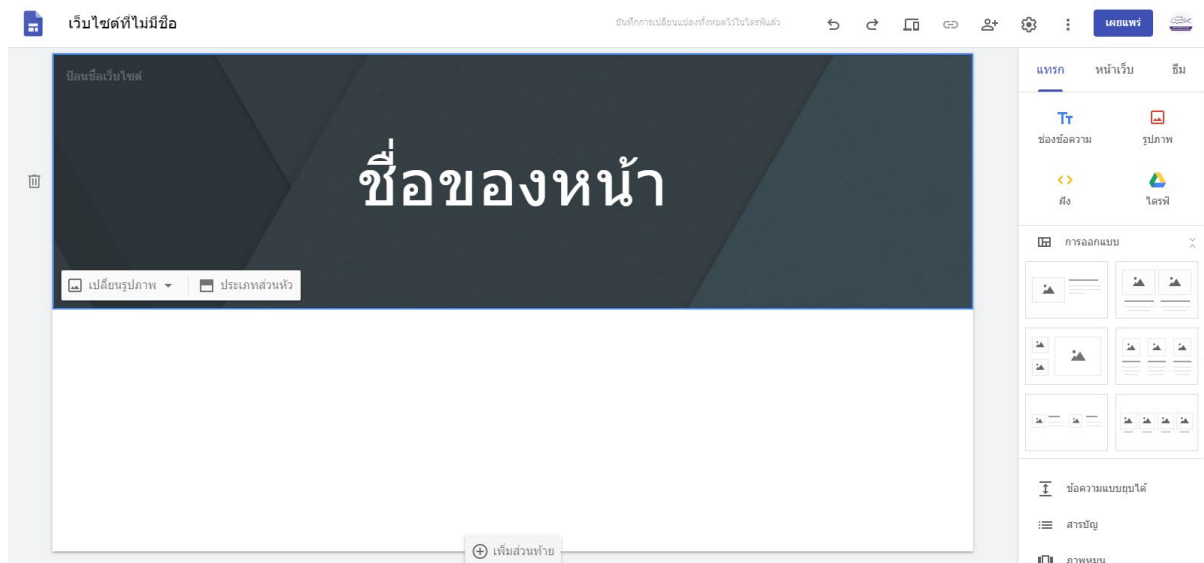 เว็บไซต์ที่ไม่มีชื่อ
บันทึกการเปลี่ยนแปลงทั้งหมดไว้ในไดรฟ์แล้ว
เผยแพร่
ป้อนชื่อเว็บไซต์
ชื่อของหน้า
เปลี่ยนรูปภาพ
ประเภทส่วนหัว
เพิ่มส่วนท้าย
แทรก
หน้าเว็บ
ธีม
ช่องข้อความ
รูปภาพ
ฝัง
ไดรฟ์
การออกแบบ
ข้อความแบบยุบได้
สารบัญ
ภาพหมุน